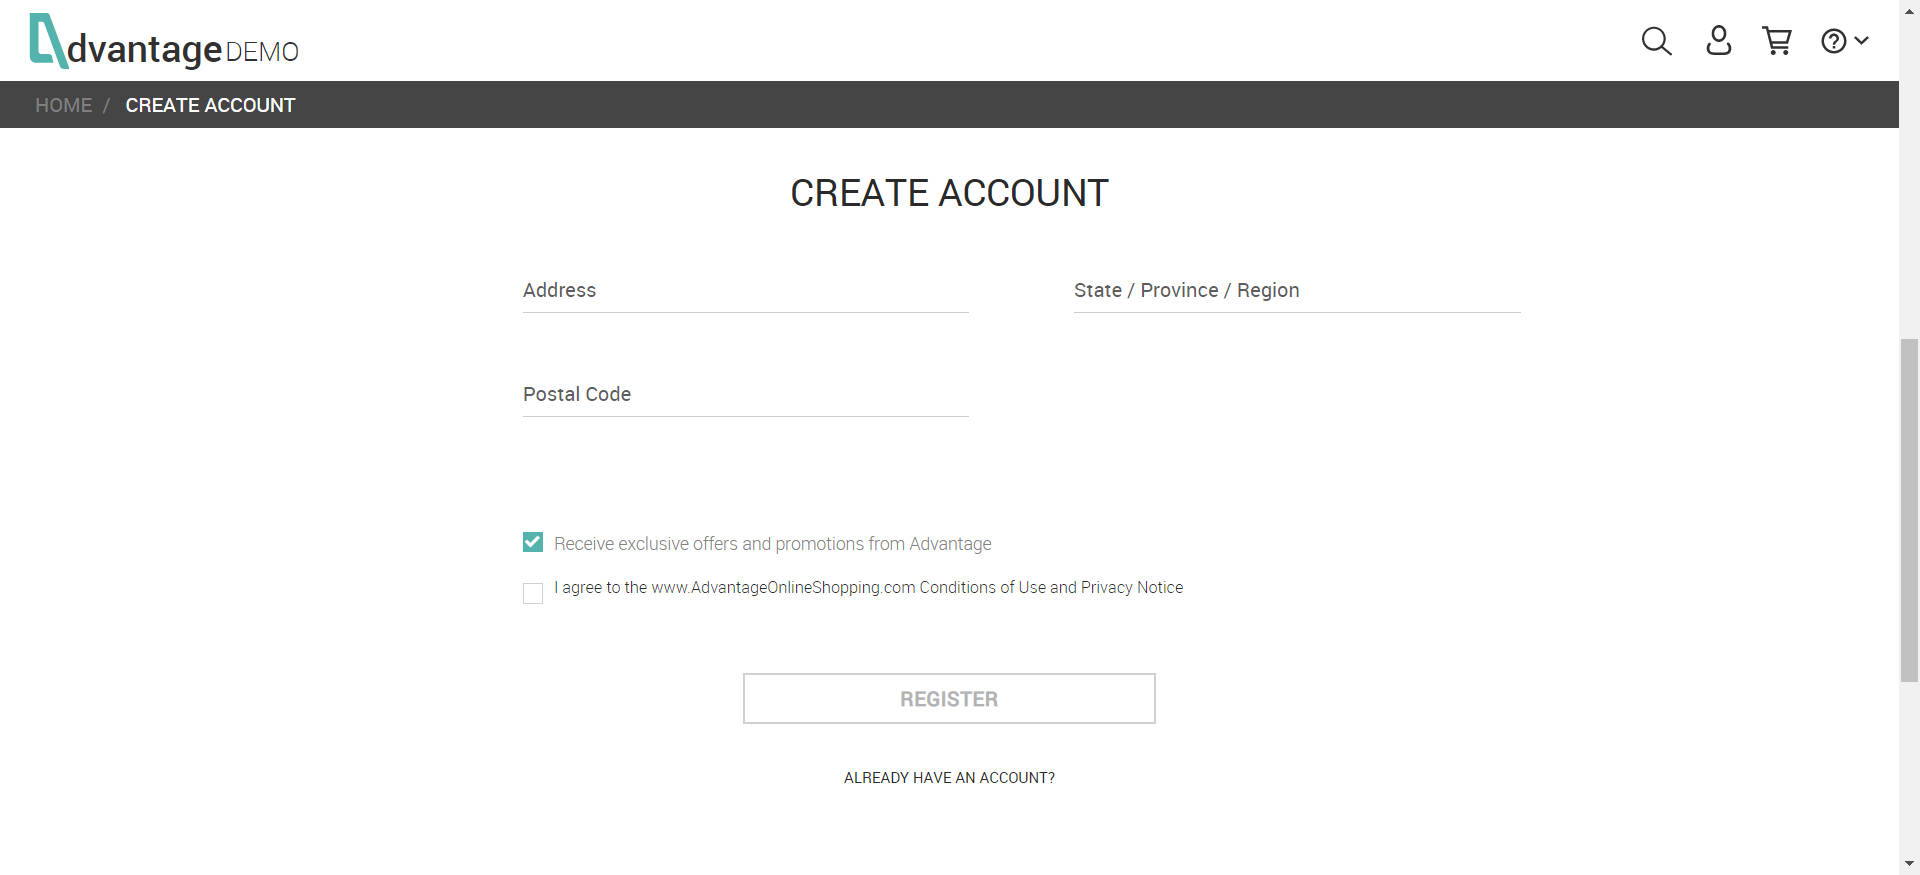 dvantage DEMO
HOME / CREATE ACCOUNT
CREATE ACCOUNT
Address
State / Province / Region
Postal Code
Receive exclusive offers and promotions from Advantage
I agree to the www.AdvantageOnlineShopping.com Conditions of Use and Privacy Notice
REGISTER
ALREADY HAVE AN ACCOUNT?